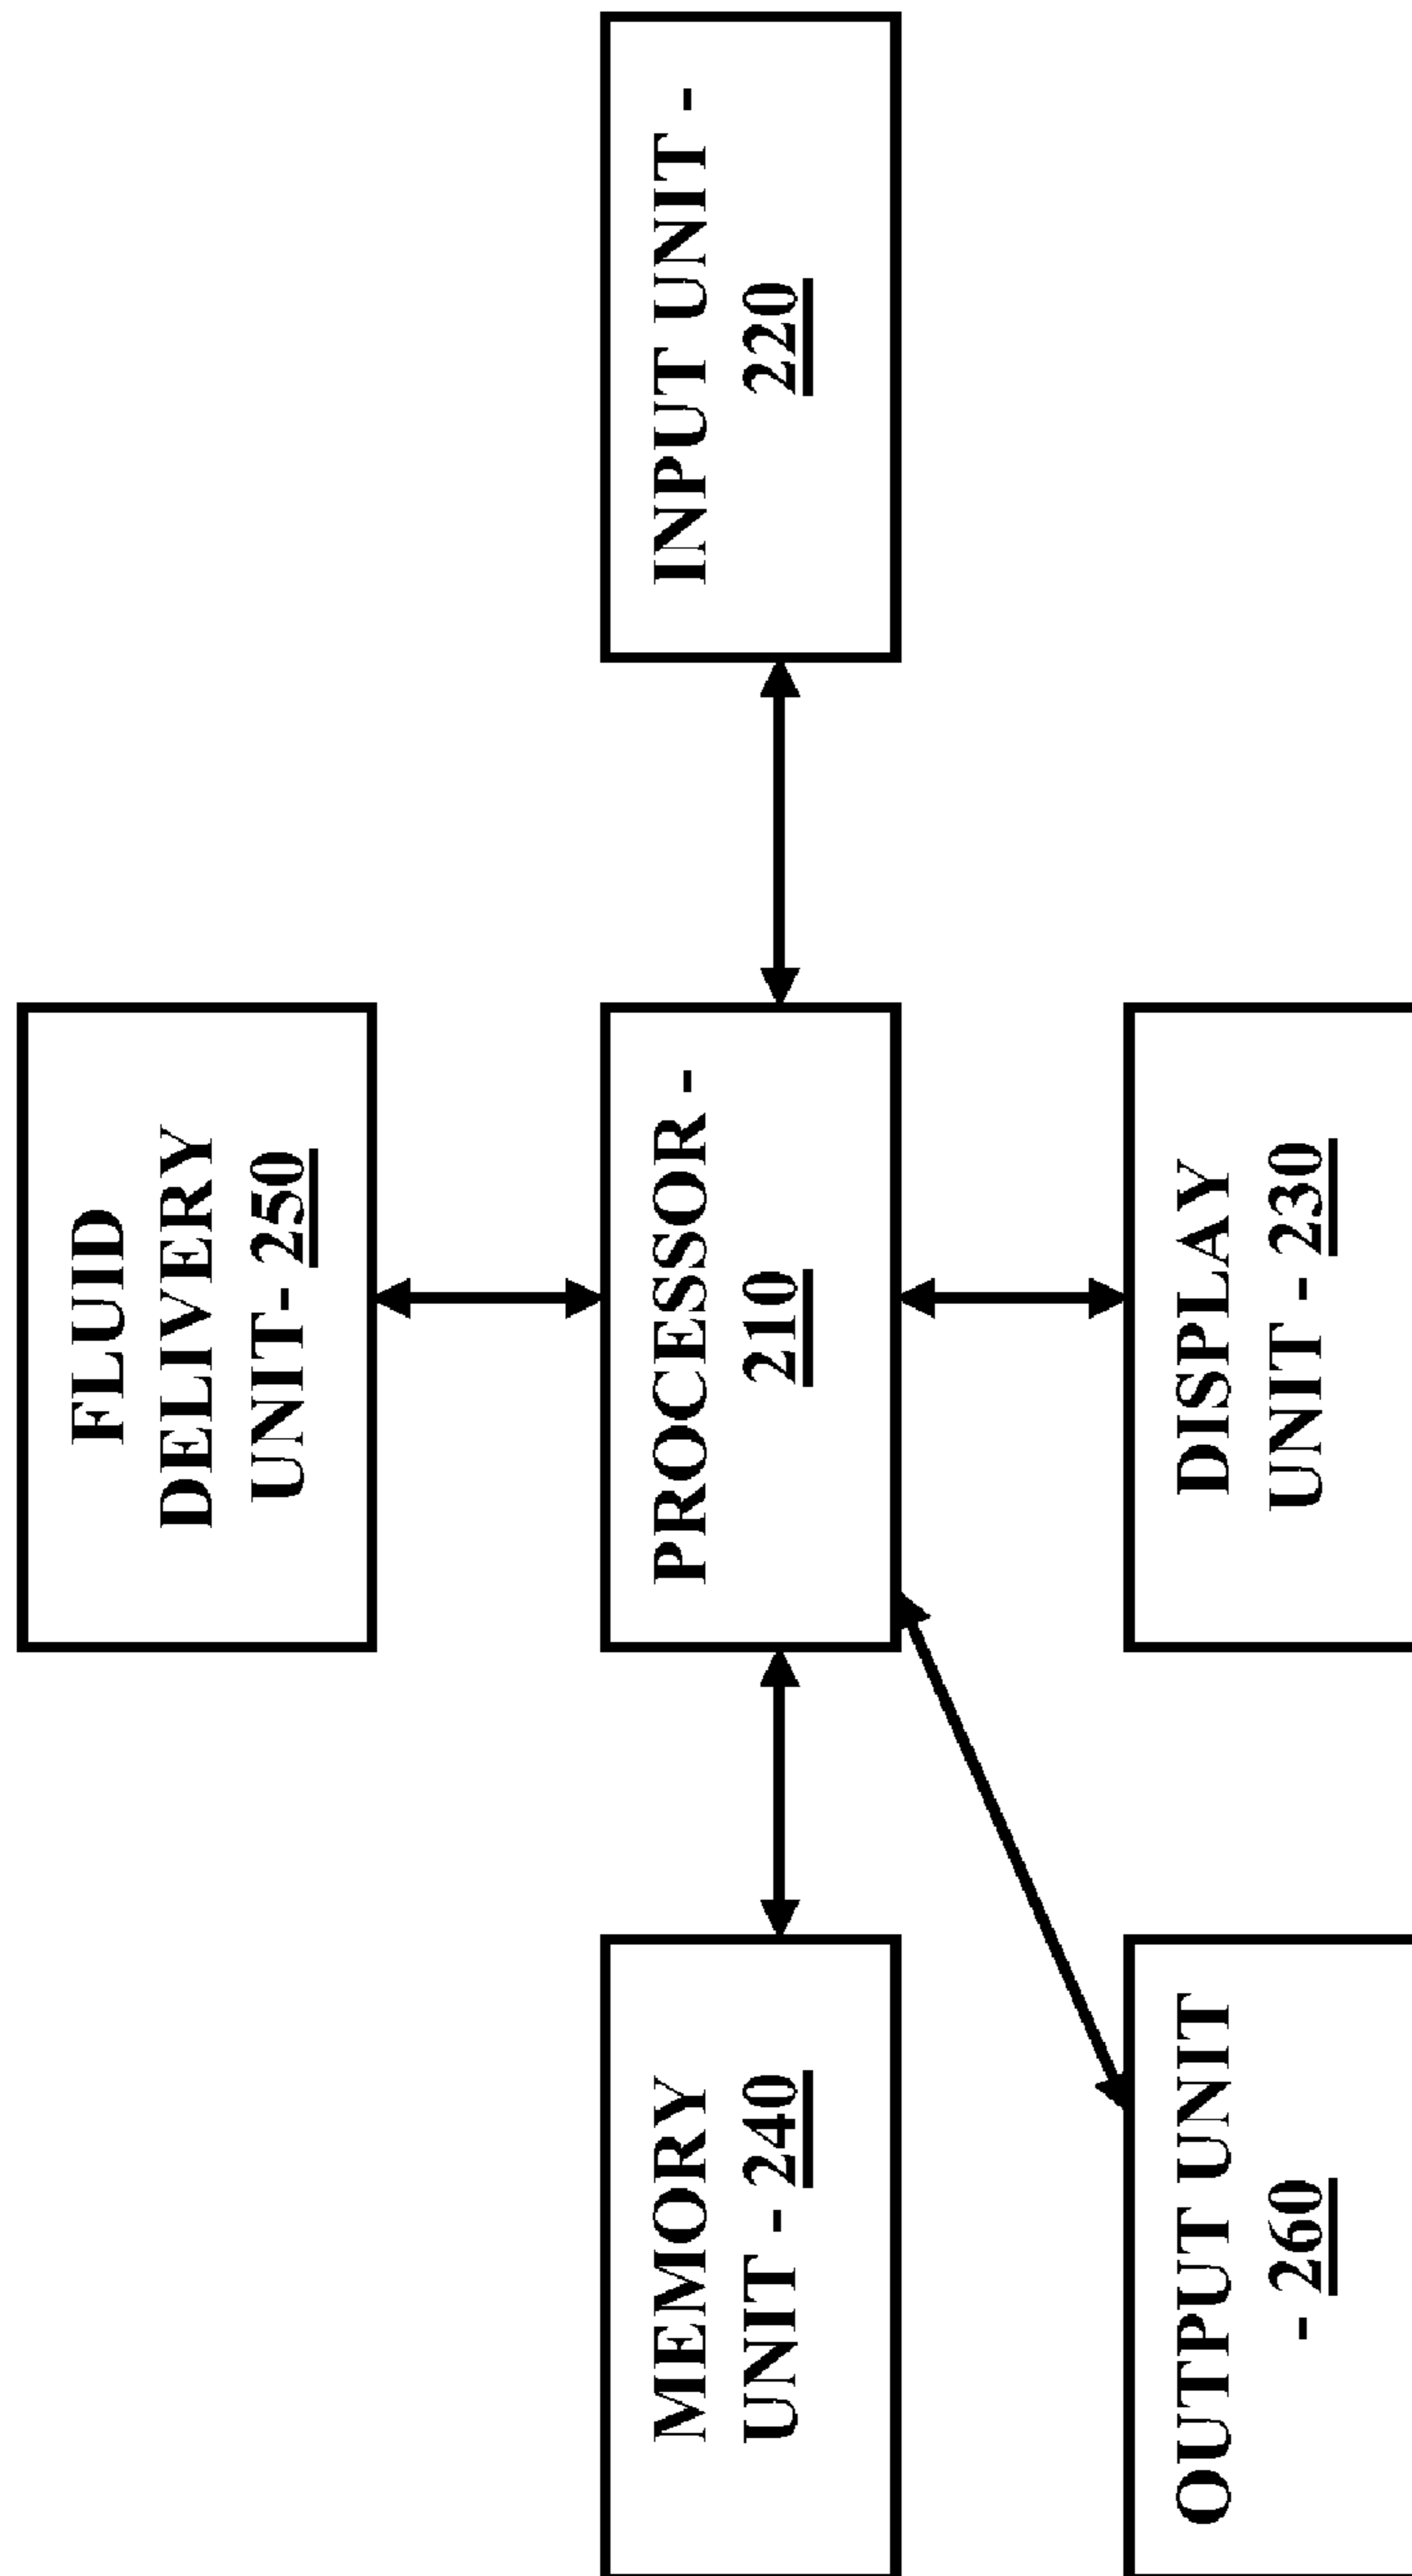 FLUID
DELIVERY
UNIT- 250
MEMORY
UNIT - 240
PROCESSOR -
210
INPUT UNIT -
220
OUTPUT UNIT
- 260
DISPLAY
UNIT - 230